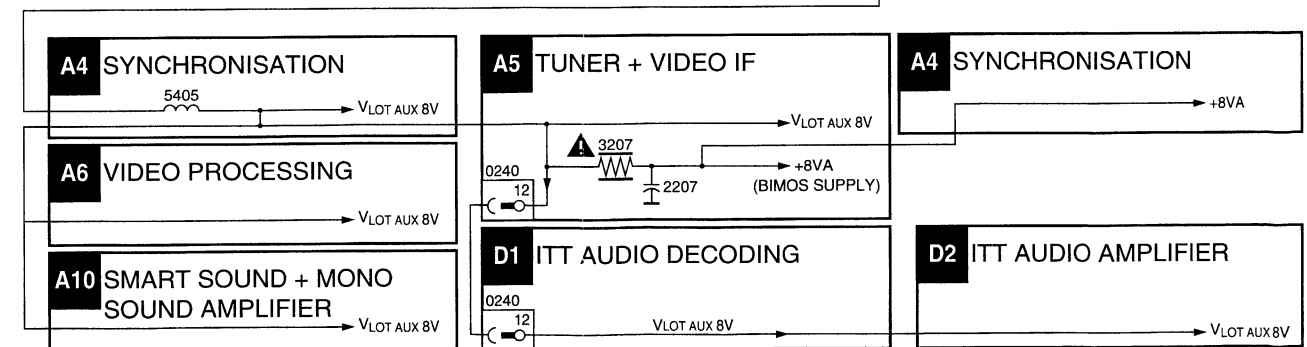 A4 SYNCHRONISATION
5405
VLOT AUX 8V
A5 TUNER + VIDEO IF
VLOT AUX 8V
3207
+8VA
(BIMOS SUPPLY)
2207
0240
12
A4 SYNCHRONISATION
+8VA
A6 VIDEO PROCESSING
VLOT AUX 8V
A10 SMART SOUND + MONO
SOUND AMPLIFIER
VLOT AUX 8V
D1 ITT AUDIO DECODING
0240
12
VLOT AUX 8V
D2 ITT AUDIO AMPLIFIER
VLOT AUX 8V